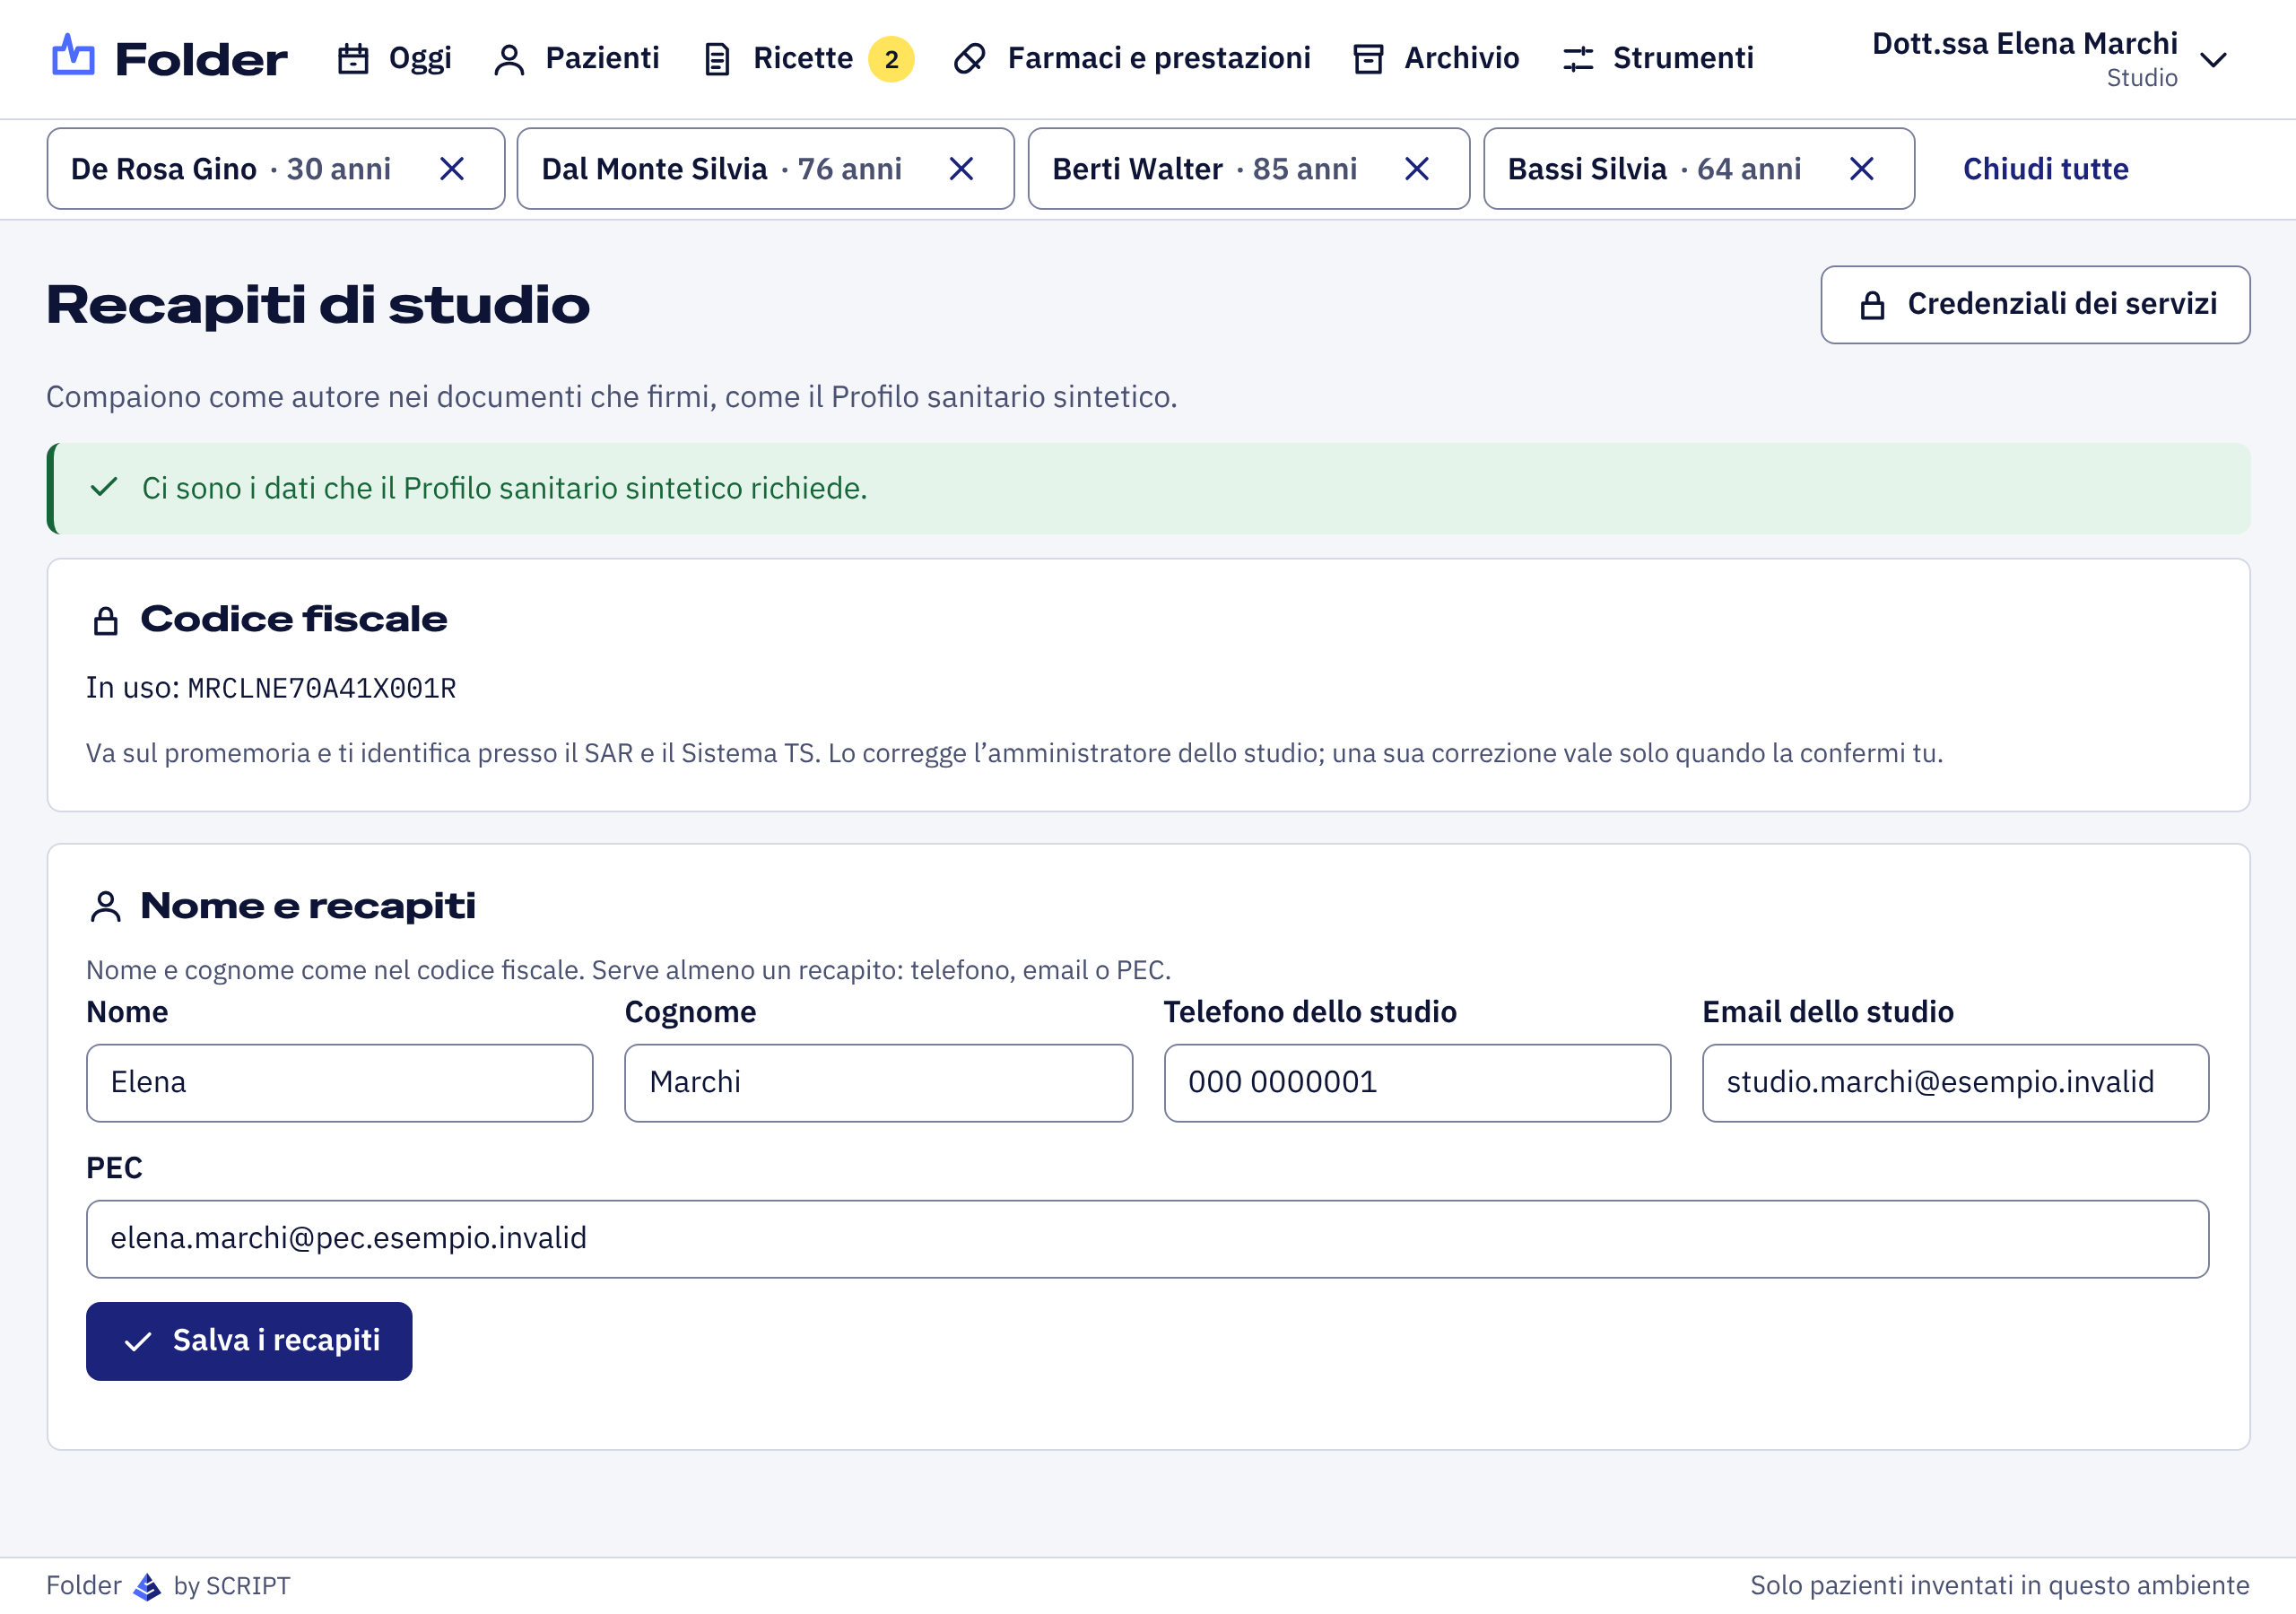 Folder
Oggi
Pazienti
Ricette 2
Farmaci e prestazioni
Archivio
Strumenti
Dott.ssa Elena Marchi
Studio
De Rosa Gino · 30 anni
Dal Monte Silvia · 76 anni
Berti Walter · 85 anni
Bassi Silvia · 64 anni
Chiudi tutte
Recapiti di studio
Credenziali dei servizi
Compaiono come autore nei documenti che firmi, come il Profilo sanitario sintetico.
Ci sono i dati che il Profilo sanitario sintetico richiede.
Codice fiscale
In uso: MRCLNE70A41X001R
Va sul promemoria e ti identifica presso il SAR e il Sistema TS. Lo corregge l’amministratore dello studio; una sua correzione vale solo quando la confermi tu.
Nome e recapiti
Nome e cognome come nel codice fiscale. Serve almeno un recapito: telefono, email o PEC.
Nome
Elena
Cognome
Marchi
Telefono dello studio
000 0000001
Email dello studio
studio.marchi@esempio.invalid
PEC
elena.marchi@pec.esempio.invalid
Salva i recapiti
Folder by SCRIPT
Solo pazienti inventati in questo ambiente